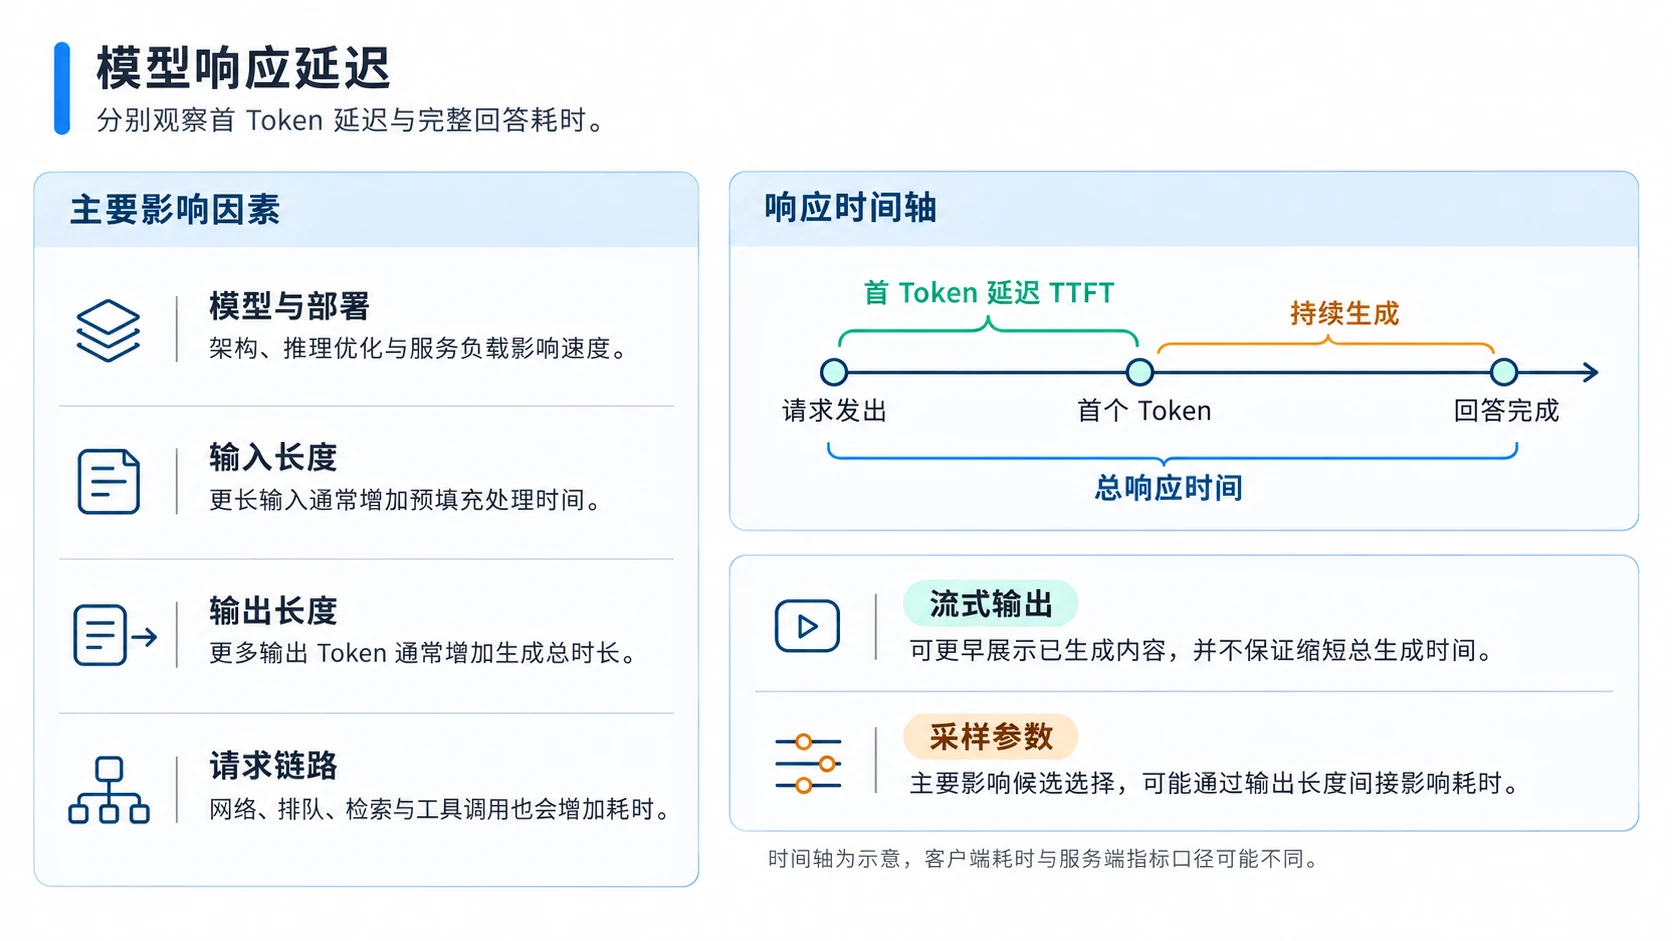 模型响应延迟
分别观察首 Token 延迟与完整回答耗时。
主要影响因素
模型与部署
架构、推理优化与服务负载影响速度。
输入长度
更长输入通常增加预填充处理时间。
输出长度
更多输出 Token 通常增加生成总时长。
请求链路
网络、排队、检索与工具调用也会增加耗时。
响应时间轴
首 Token 延迟 TTFT
持续生成
请求发出
首个 Token
回答完成
总响应时间
流式输出
可更早展示已生成内容，并不保证缩短总生成时间。
采样参数
主要影响候选选择，可能通过输出长度间接影响耗时。
时间轴为示意，客户端耗时与服务端指标口径可能不同。